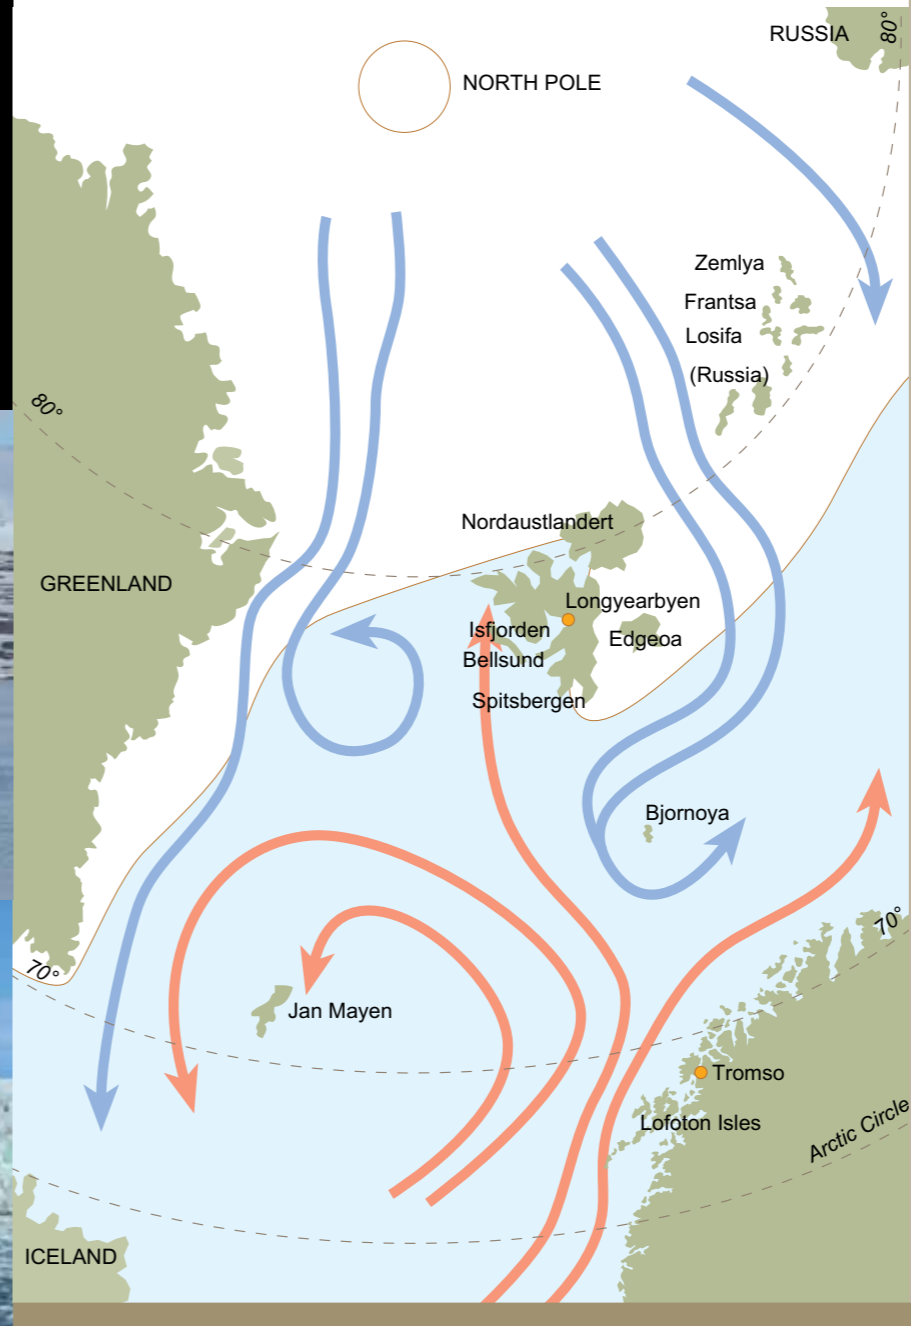 RUSSIA
80°
NORTH POLE
Zemlya
Frantsa
Losifa
(Russia)
80°
Nordaustlandert
GREENLAND
Longyearbyen
Isfjorden
Edgeoa
Bellsund
Spitsbergen
Bjornoya
70°
70°
Jan Mayen
Tromso
Lofoton Isles
Arctic Circle
ICELAND